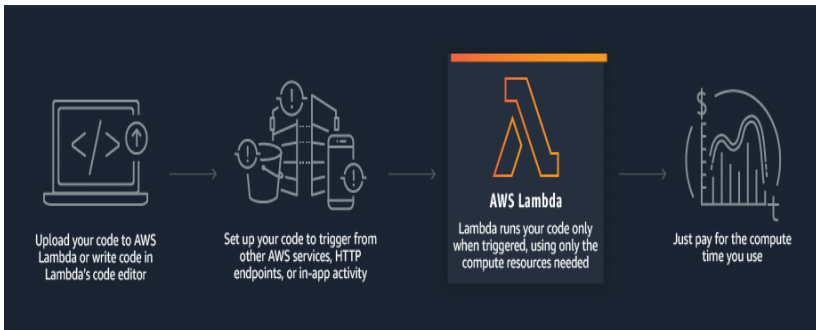 Upload your code to AWS
Lambda or write code in
Lambda's code editor
Set up your code to trigger from
other AWS services, HTTP
endpoints, or in-app activity
AWS Lambda
Lambda runs your code only
when triggered, using only the
compute resources needed
$
t
Just pay for the compute
time you use